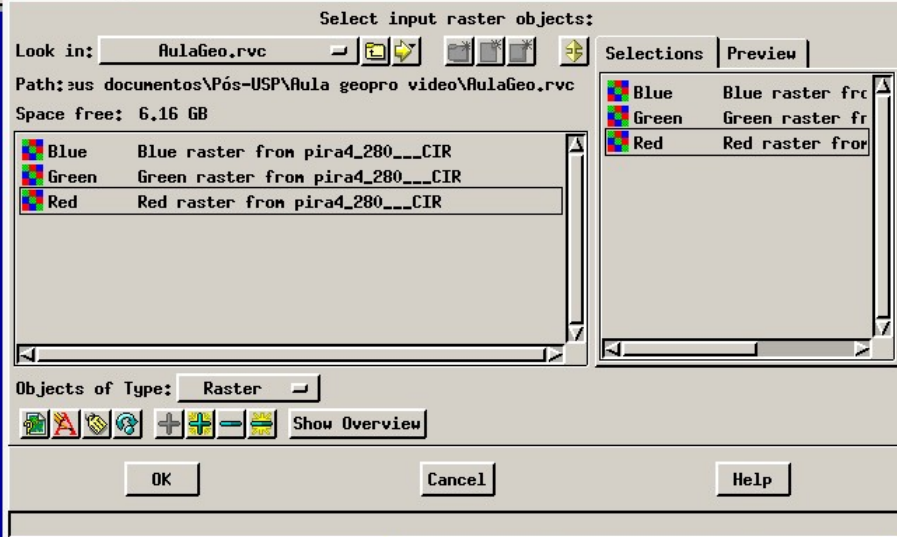 Select input raster objects:
Look in: AulaGeo.rvc
Path:eus documentos\Pós-USP\Aula geopro video\AulaGeo.rvc
Space free: 6.16 GB
Blue Blue raster from pira4_280___CIR
Green Green raster from pira4_280___CIR
Red Red raster from pira4_280___CIR
Selections Preview
Blue Blue raster frc
Green Green raster fr
Red Red raster fror
Objects of Type: Raster
Show Overview
OK Cancel Help